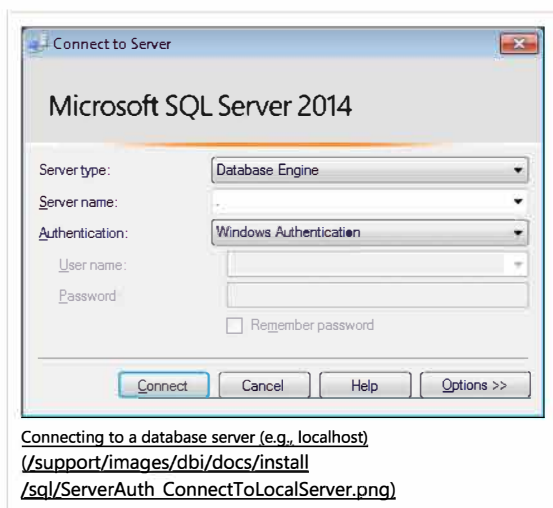 Connect to Server
Microsoft SQL Server 2014
Server type: Database Engine
Server name: .
Authentication: Windows Authentication
User name:
Password
Remember password
Connect Cancel Help Options >>
Connecting to a database server (e.g., localhost)
(/support/images/dbi/docs/install
/sql/ServerAuth_ConnectToLocalServer.png)